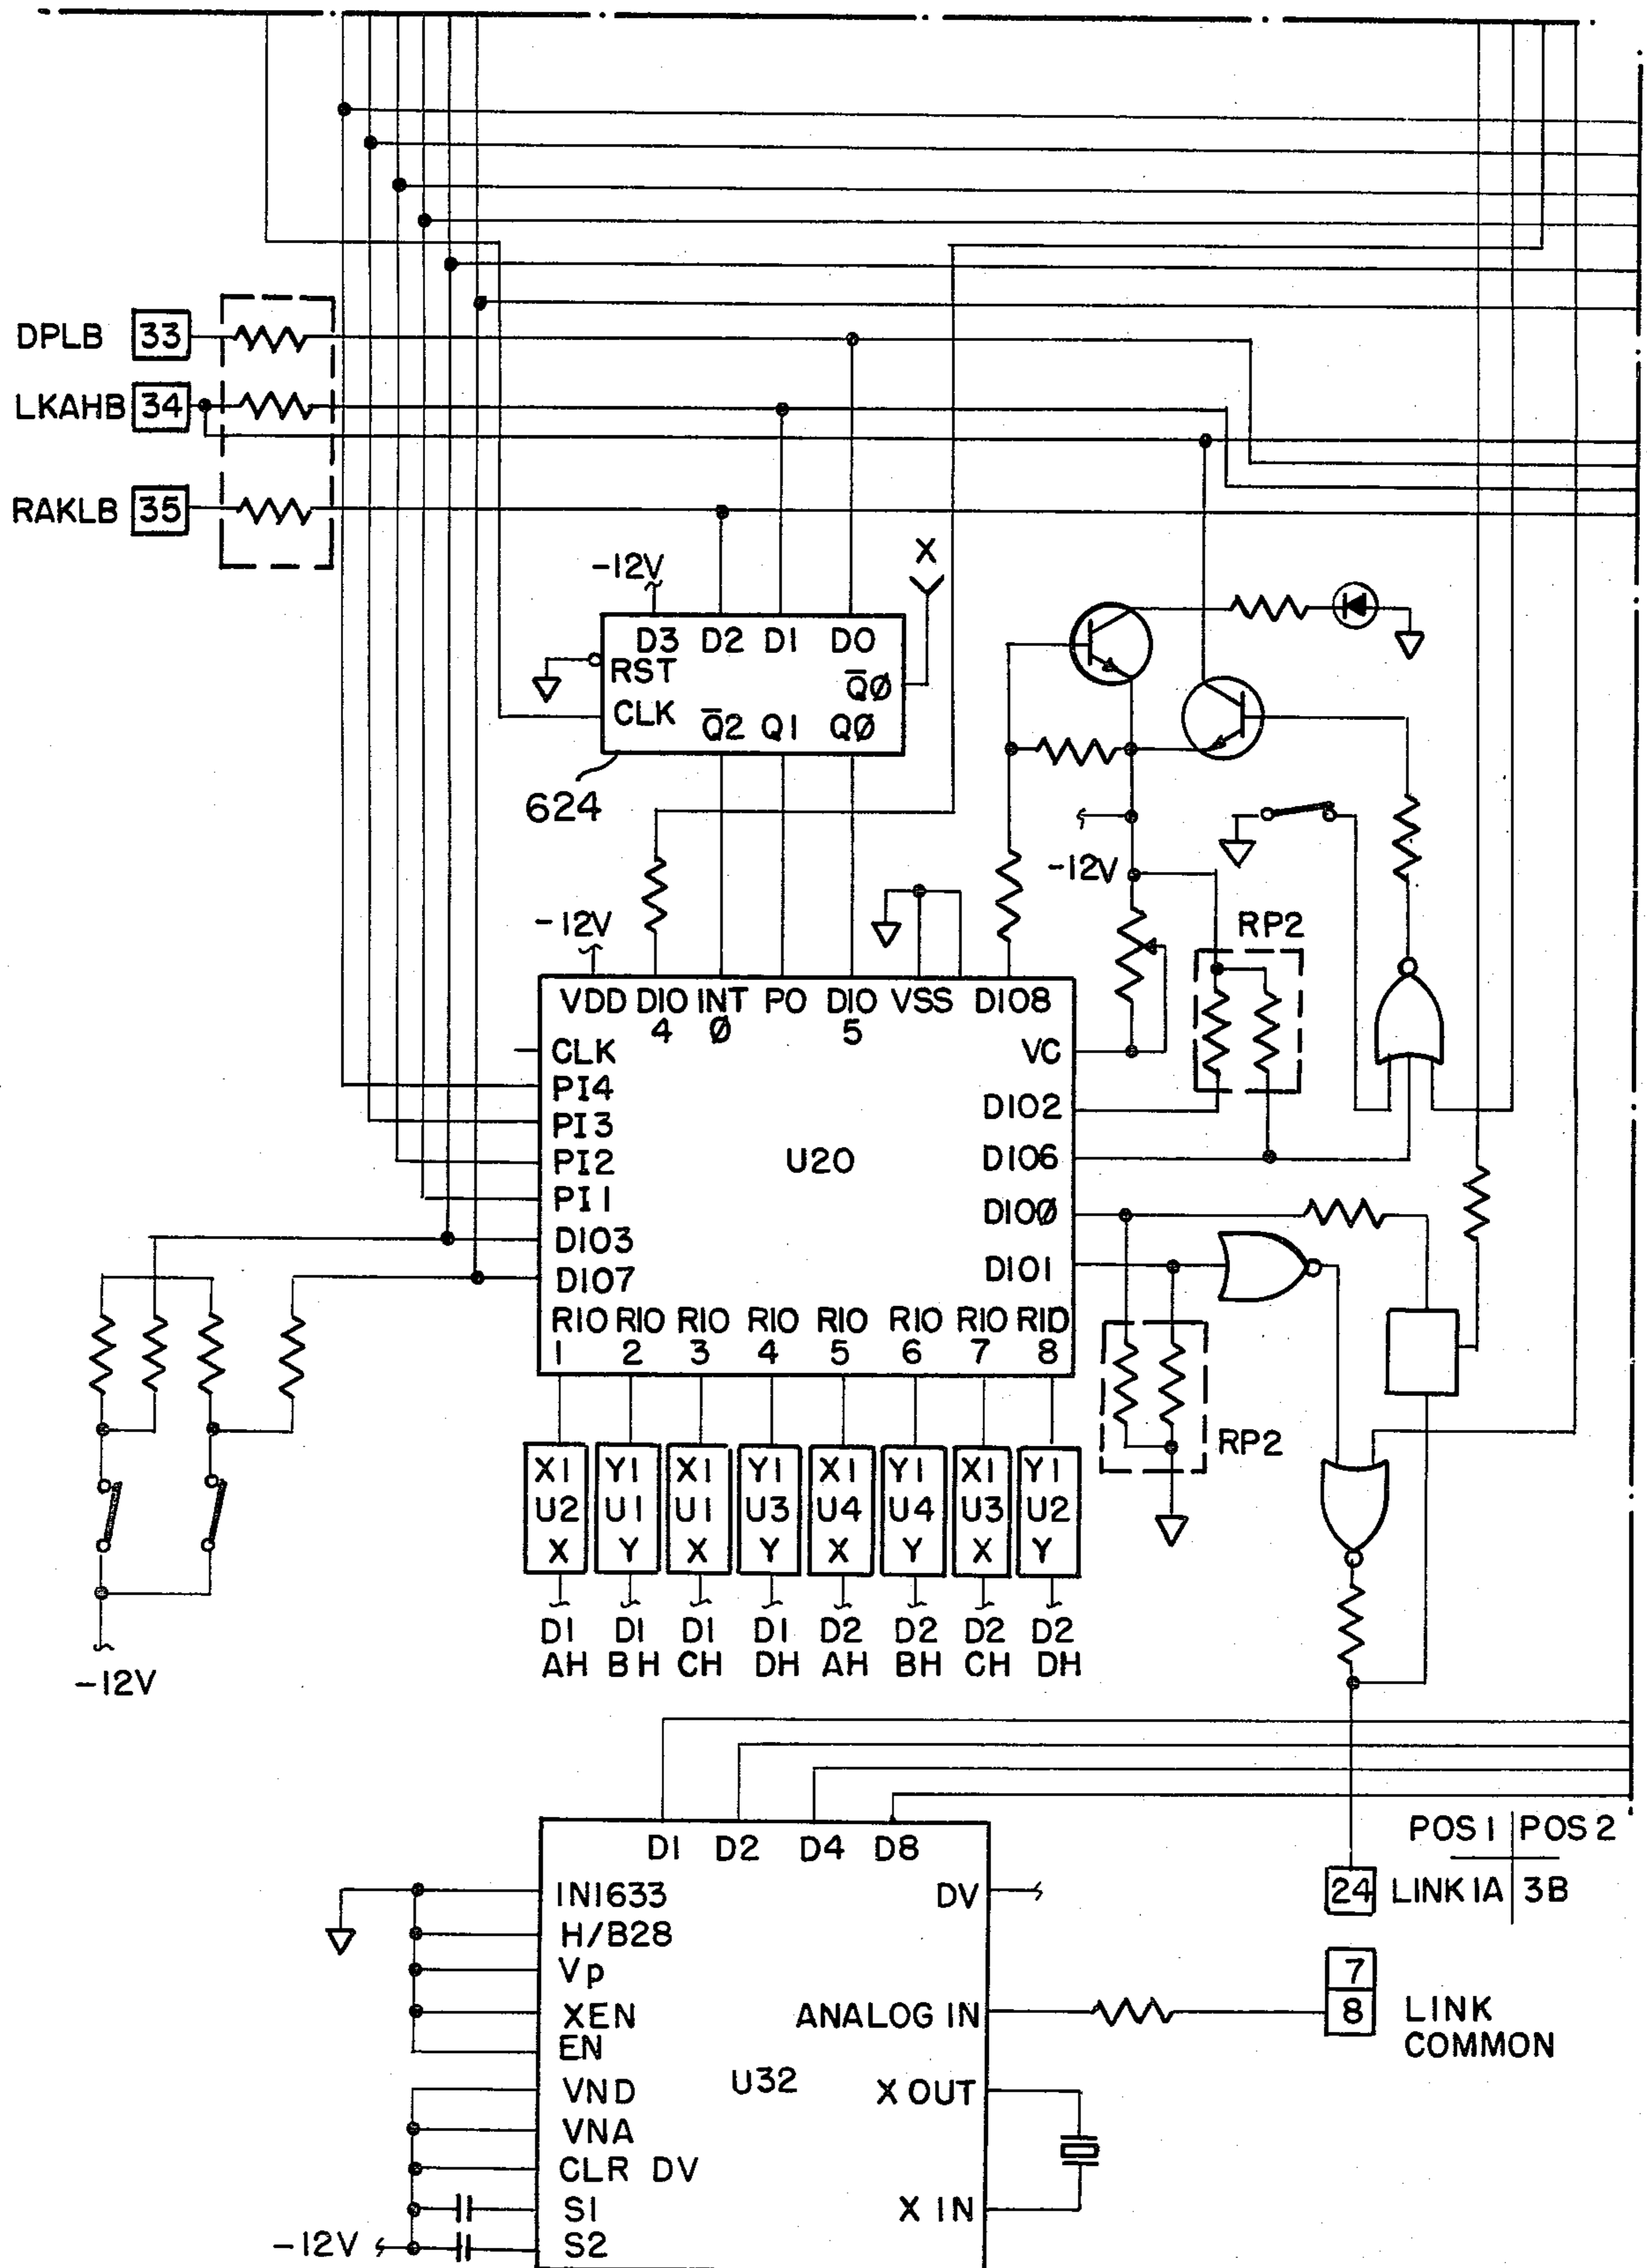 DPLB 33
LKAHB 34
RAKLB 35
X
-12V
D3 D2 D1 D0
RST
Q̅Ø
CLK
Q̅2 Q1 QØ
624
-12V
-12V
RP2
VDD DIO4 INTØ PO DIO5 VSS DIO8
CLK
VC
PI4
DIO2
PI3
PI2
U20
DIO6
PI1
DIOØ
DIO3
DIO1
DIO7
RIO RIO RIO RIO RIO RIO RIO RIO
1 2 3 4 5 6 7 8
RP2
X1 Y1 X1 Y1 X1 Y1 X1 Y1
U2 U1 U1 U3 U4 U4 U3 U2
X Y X Y X Y X Y
D1 D1 D1 D1 D2 D2 D2 D2
AH BH CH DH AH BH CH DH
-12V
POS 1 POS 2
D1 D2 D4 D8
24 LINK 1A 3B
IN1633
DV
H/B28
Vp
7
XEN
ANALOG IN
8 LINK
COMMON
EN
U32
VND
X OUT
VNA
CLR DV
S1
X IN
-12V
S2